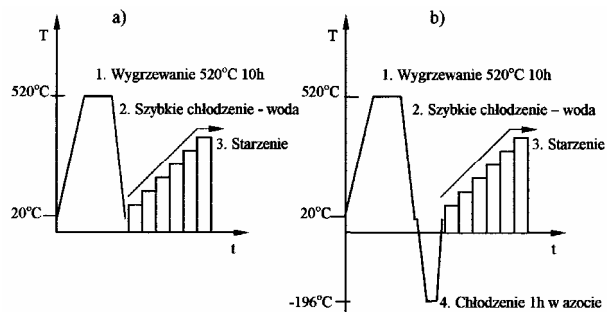 a)
T
1. Wygrzewanie 520°C 10h
520°C
2. Szybkie chłodzenie - woda
3. Starzenie
20°C
t
b)
T
1. Wygrzewanie 520°C 10h
520°C
2. Szybkie chłodzenie – woda
3. Starzenie
20°C
t
-196°C
4. Chłodzenie 1h w azocie